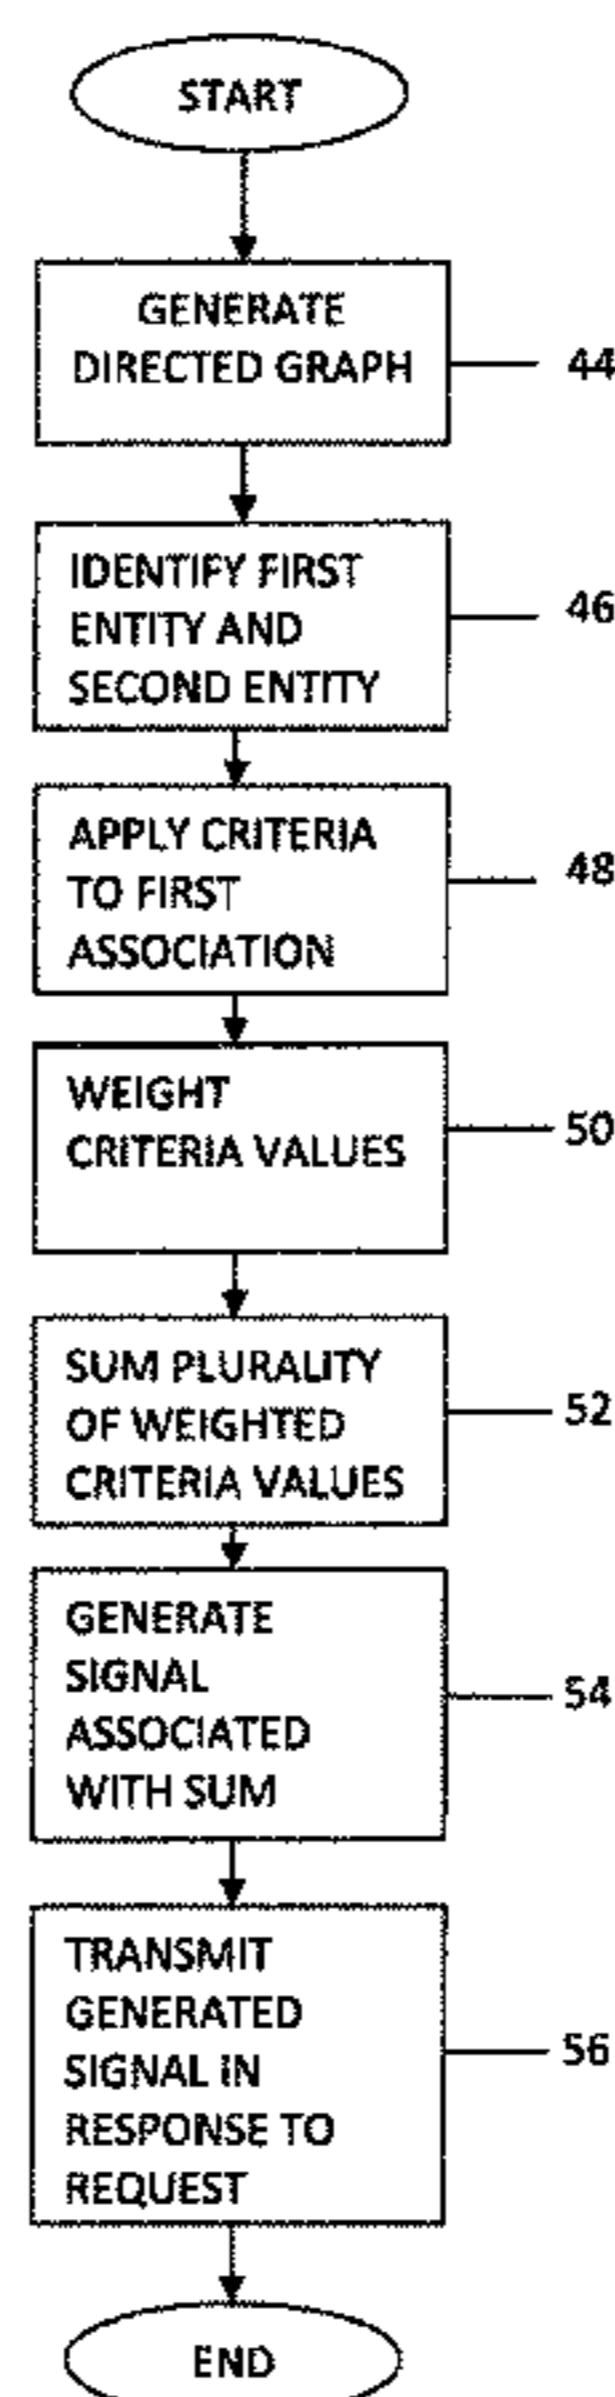 START
GENERATE
DIRECTED GRAPH
44
IDENTIFY FIRST
ENTITY AND
SECOND ENTITY
46
APPLY CRITERIA
TO FIRST
ASSOCIATION
48
WEIGHT
CRITERIA VALUES
50
SUM PLURALITY
OF WEIGHTED
CRITERIA VALUES
52
GENERATE
SIGNAL
ASSOCIATED
WITH SUM
54
TRANSMIT
GENERATED
SIGNAL IN
RESPONSE TO
REQUEST
56
END